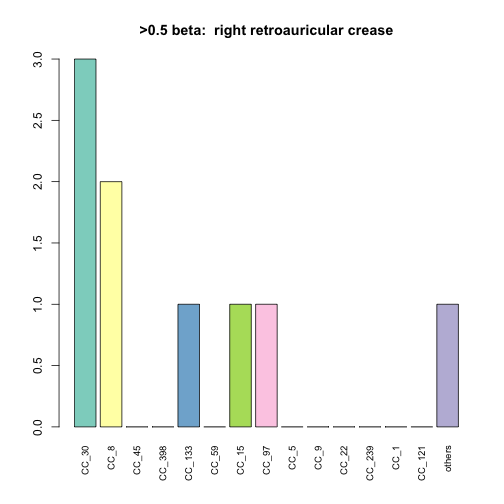 >0.5 beta:  right retroauricular crease
3.0
2.5
2.0
1.5
1.0
0.5
0.0
CC_30
CC_8
CC_45
CC_398
CC_133
CC_59
CC_15
CC_97
CC_5
CC_9
CC_22
CC_239
CC_1
CC_121
others